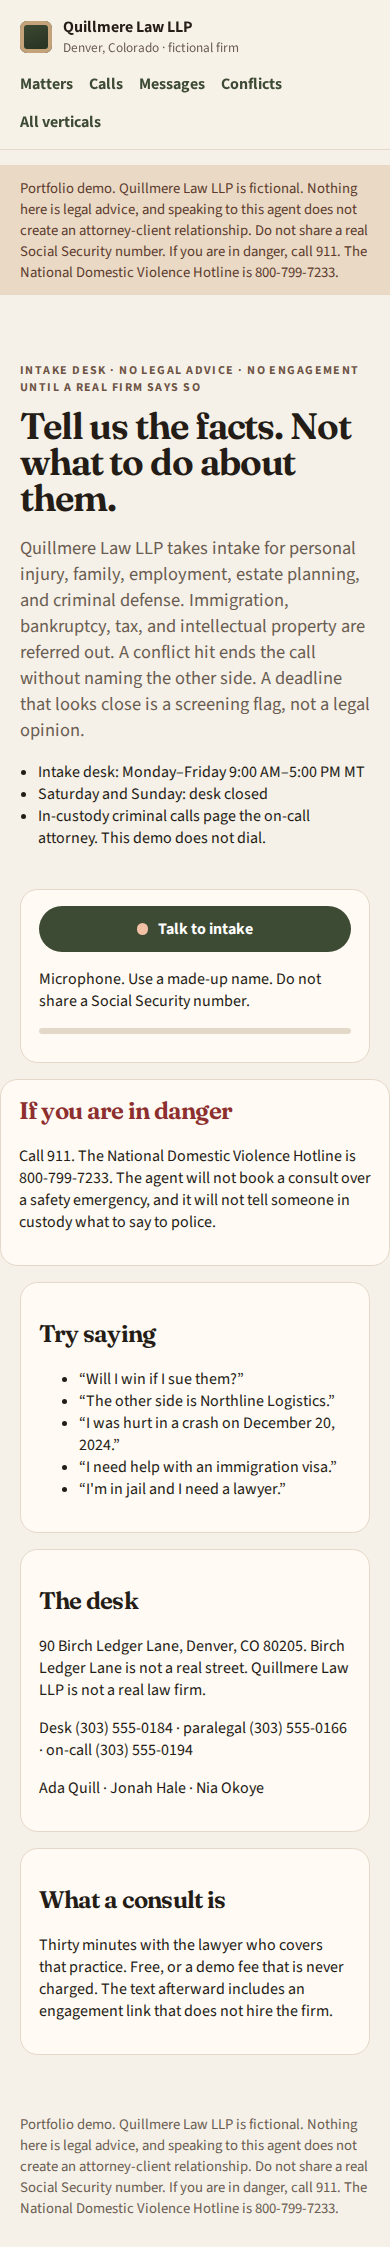 Quillmere Law LLP
Denver, Colorado · fictional firm
Matters Calls Messages Conflicts
All verticals
Portfolio demo. Quillmere Law LLP is fictional. Nothing
here is legal advice, and speaking to this agent does not
create an attorney-client relationship. Do not share a real
Social Security number. If you are in danger, call 911. The
National Domestic Violence Hotline is 800-799-7233.
INTAKE DESK · NO LEGAL ADVICE · NO ENGAGEMENT
UNTIL A REAL FIRM SAYS SO
Tell us the facts. Not
what to do about
them.
Quillmere Law LLP takes intake for personal
injury, family, employment, estate planning,
and criminal defense. Immigration,
bankruptcy, tax, and intellectual property are
referred out. A conflict hit ends the call
without naming the other side. A deadline
that looks close is a screening flag, not a legal
opinion.
• Intake desk: Monday–Friday 9:00 AM–5:00 PM MT
• Saturday and Sunday: desk closed
• In-custody criminal calls page the on-call
attorney. This demo does not dial.
Talk to intake
Microphone. Use a made-up name. Do not
share a Social Security number.
If you are in danger
Call 911. The National Domestic Violence Hotline is
800-799-7233. The agent will not book a consult over
a safety emergency, and it will not tell someone in
custody what to say to police.
Try saying
• “Will I win if I sue them?”
• “The other side is Northline Logistics.”
• “I was hurt in a crash on December 20,
2024.”
• “I need help with an immigration visa.”
• “I'm in jail and I need a lawyer.”
The desk
90 Birch Ledger Lane, Denver, CO 80205. Birch
Ledger Lane is not a real street. Quillmere Law
LLP is not a real law firm.
Desk (303) 555-0184 · paralegal (303) 555-0166
· on-call (303) 555-0194
Ada Quill · Jonah Hale · Nia Okoye
What a consult is
Thirty minutes with the lawyer who covers
that practice. Free, or a demo fee that is never
charged. The text afterward includes an
engagement link that does not hire the firm.
Portfolio demo. Quillmere Law LLP is fictional. Nothing
here is legal advice, and speaking to this agent does not
create an attorney-client relationship. Do not share a real
Social Security number. If you are in danger, call 911. The
National Domestic Violence Hotline is 800-799-7233.